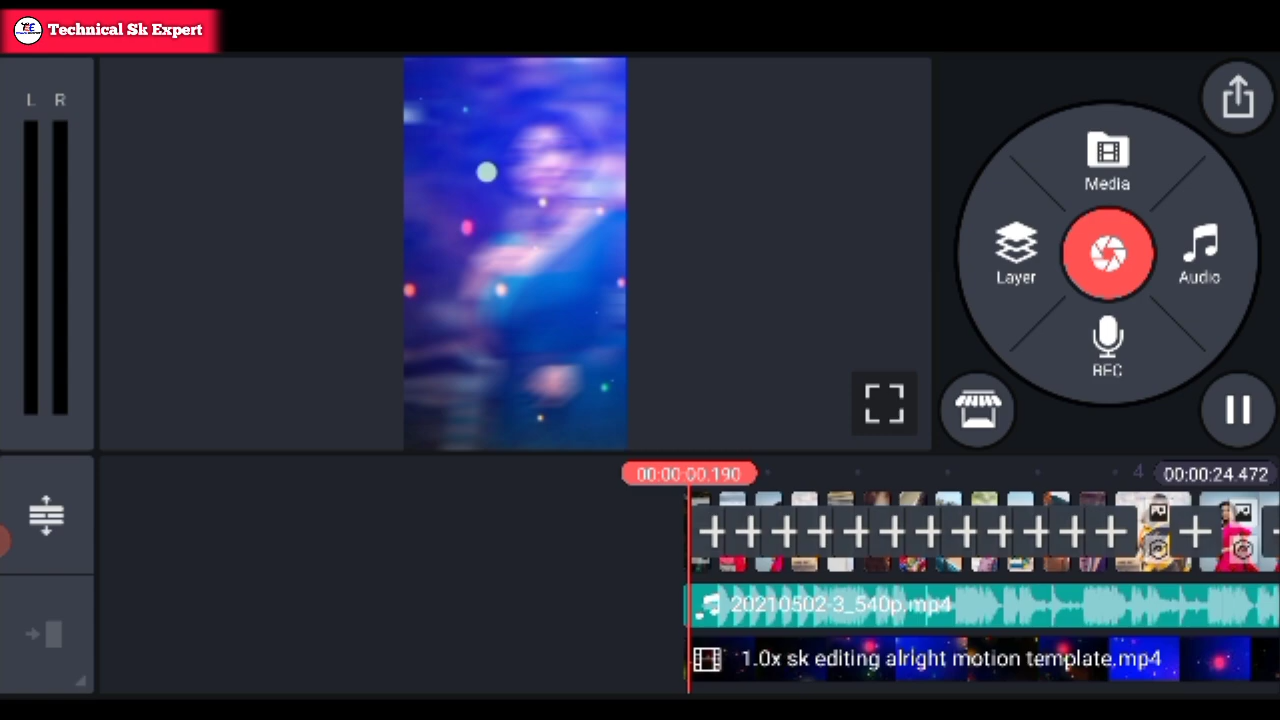 Technical Sk Expert
L R
Media
Layer
Audio
REC
00:00:00.190
4
00:00:24.472
20210502-3_540p.mp4
1.0x sk editing alright motion template.mp4